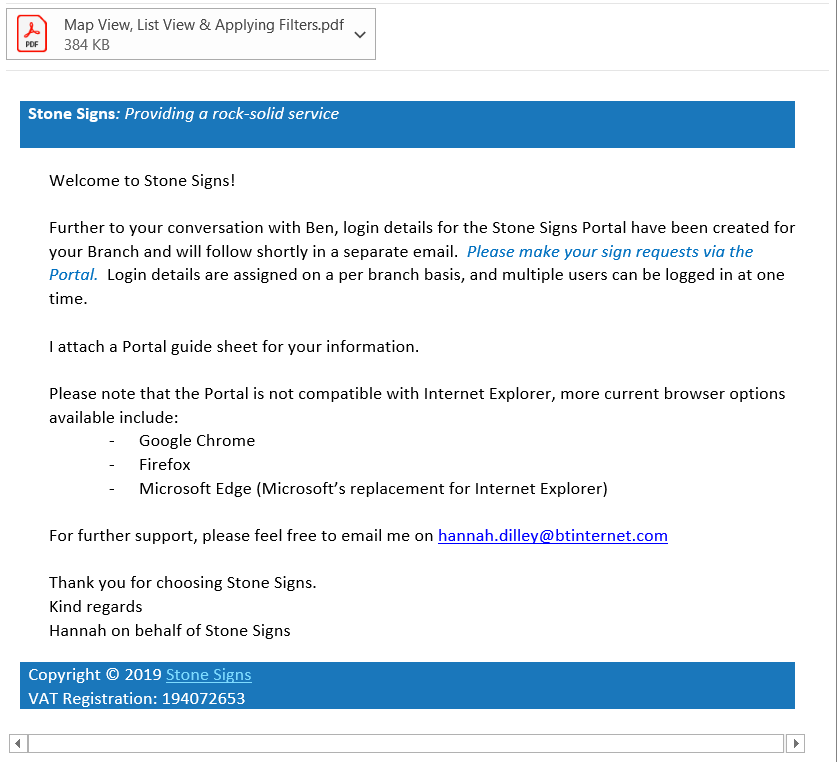 Map View, List View & Applying Filters.pdf
PDF
384 KB
Stone Signs: Providing a rock-solid service
Welcome to Stone Signs!
Further to your conversation with Ben, login details for the Stone Signs Portal have been created for
your Branch and will follow shortly in a separate email.  Please make your sign requests via the
Portal.  Login details are assigned on a per branch basis, and multiple users can be logged in at one
time.
I attach a Portal guide sheet for your information.
Please note that the Portal is not compatible with Internet Explorer, more current browser options
available include:
- Google Chrome
- Firefox
- Microsoft Edge (Microsoft’s replacement for Internet Explorer)
For further support, please feel free to email me on hannah.dilley@btinternet.com
Thank you for choosing Stone Signs.
Kind regards
Hannah on behalf of Stone Signs
Copyright © 2019 Stone Signs
VAT Registration: 194072653